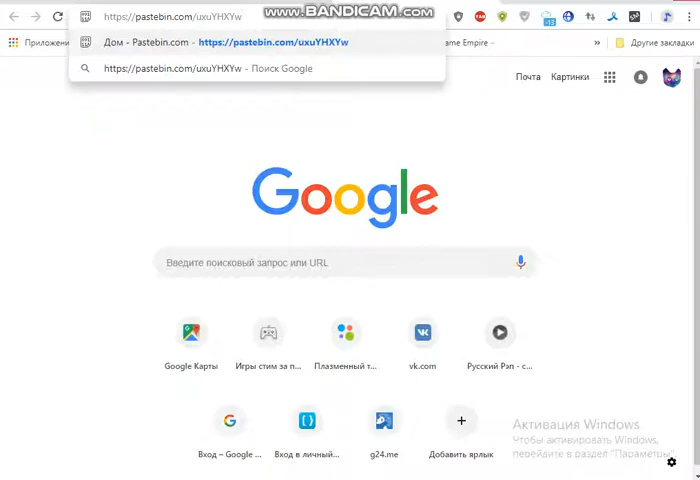 WWW.BANDICAM.COM
https://pastebin.com/uxuYHXYw
Дом - Pastebin.com - https://pastebin.com/uxuYHXYw
https://pastebin.com/uxuYHXYw - Поиск Google
Приложени
ame Empire -
»
Другие закладки
Почта Картинки
Google
Введите поисковый запрос или URL
Google Карты
Игры стим за п...
Плазменный т...
vk.com
Русский Рэп - с...
Вход – Google ...
Вход в личный...
g24.me
Добавить ярлык
Активация Windows
Чтобы активировать Windows,
перейдите в раздел "Параметры".